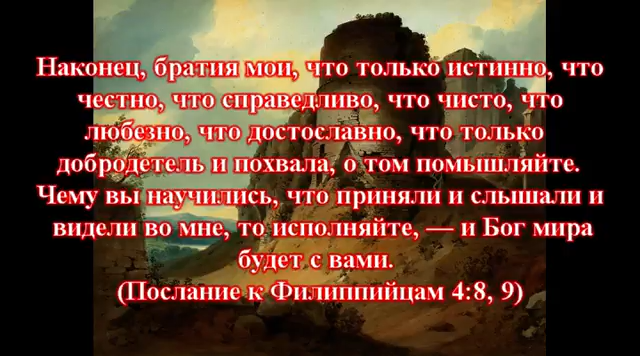 Наконец, братия мои, что только истинно, что
честно, что справедливо, что чисто, что
любезно, что достославно, что только
добродетель и похвала, о том помышляйте.
Чему вы научились, что приняли и слышали и
видели во мне, то исполняйте, — и Бог мира
будет с вами.
(Послание к Филиппийцам 4:8, 9)